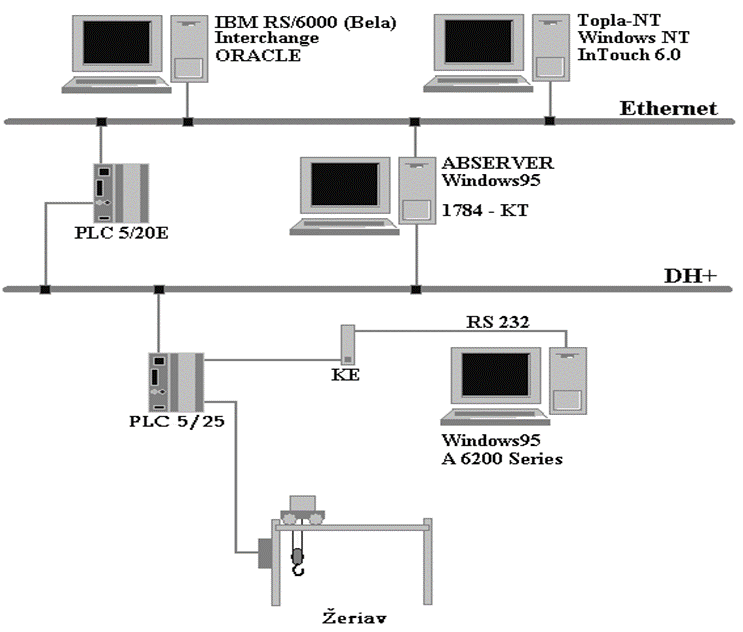 IBM RS/6000 (Bela)
Interchange
ORACLE
Topla-NT
Windows NT
InTouch 6.0
Ethernet
ABSERVER
Windows95
1784 - KT
PLC 5/20E
DH+
RS 232
KE
PLC 5/25
Windows95
A 6200 Series
Žeriav